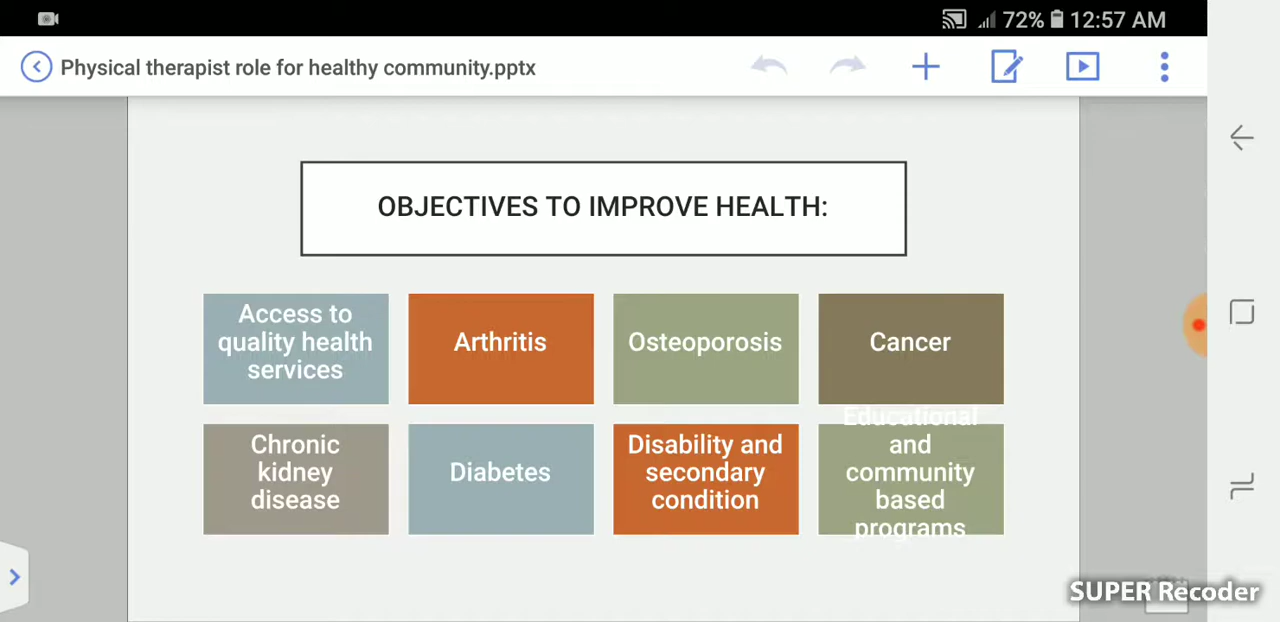 72% 12:57 AM
Physical therapist role for healthy community.pptx
OBJECTIVES TO IMPROVE HEALTH:
Access to
quality health
services
Arthritis
Osteoporosis
Cancer
Chronic
kidney
disease
Diabetes
Disability and
secondary
condition
Educational
and
community
based
programs
SUPER Recoder